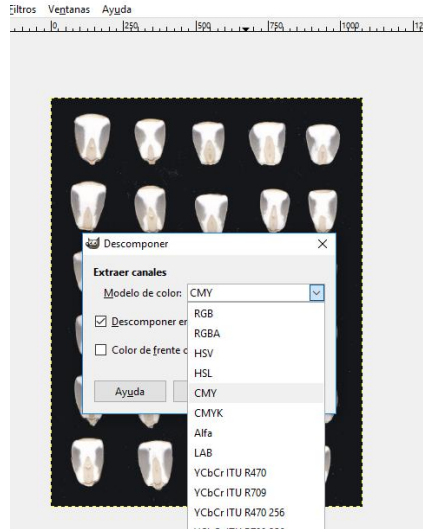 Filtros Ventanas Ayuda
0 250 500 750 1000
Descomponer
Extraer canales
Modelo de color: CMY
Descomponer en
RGB
RGBA
Color de frente
HSV
HSL
Ayuda
CMY
CMYK
Alfa
LAB
YCbCr ITU R470
YCbCr ITU R709
YCbCr ITU R470 256